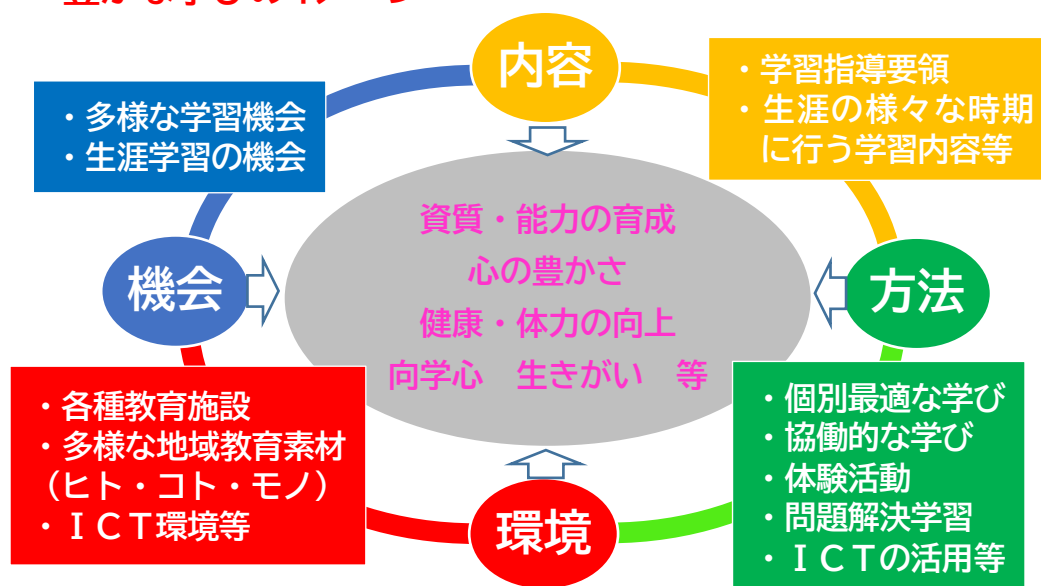 内容
・学習指導要領
・生涯の様々な時期
に行う学習内容等
・多様な学習機会
・生涯学習の機会
機会
資質・能力の育成
心の豊かさ
健康・体力の向上
向学心　生きがい　等
方法
・各種教育施設
・多様な地域教育素材
（ヒト・コト・モノ）
・ＩＣＴ環境等
環境
・個別最適な学び
・協働的な学び
・体験活動
・問題解決学習
・ＩＣＴの活用等